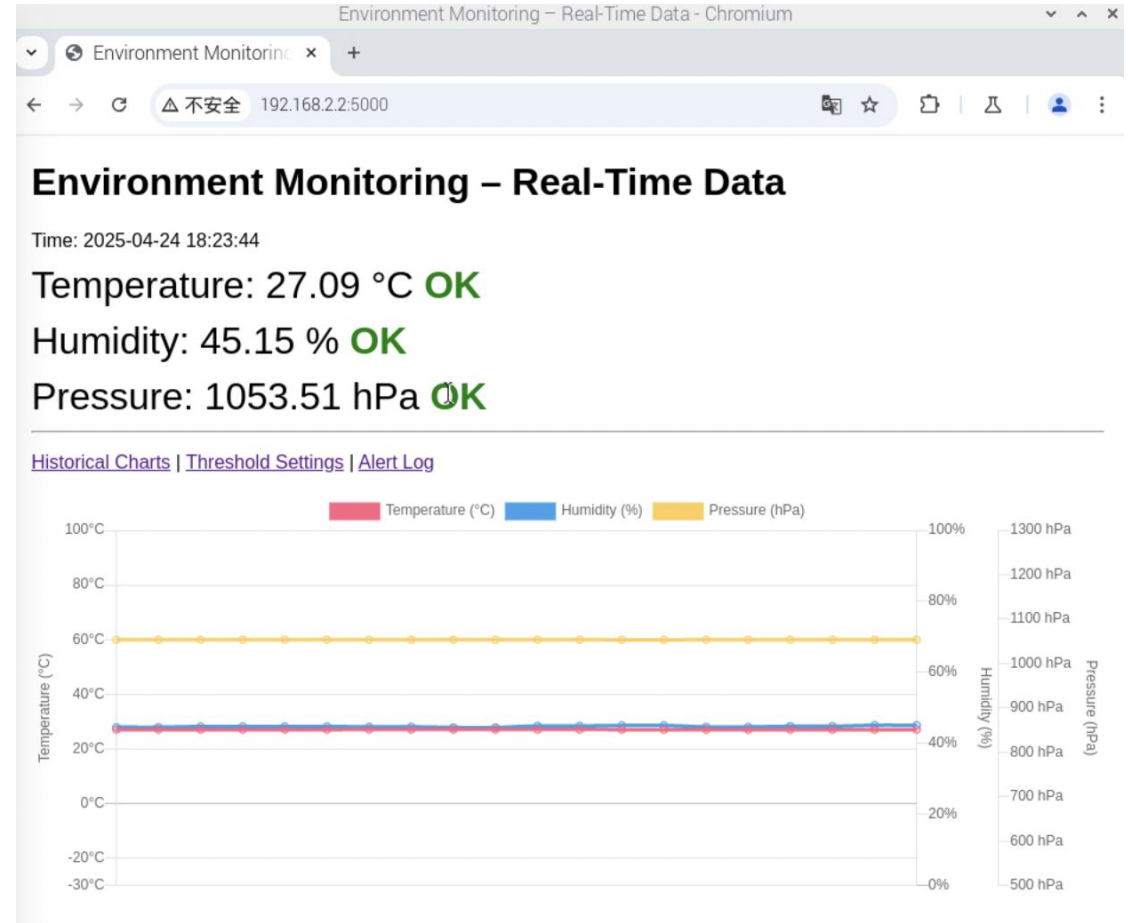 Environment Monitoring – Real-Time Data - Chromium
Environment Monitorin
不安全 192.168.2.2:5000
Environment Monitoring – Real-Time Data
Time: 2025-04-24 18:23:44
Temperature: 27.09 °C OK
Humidity: 45.15 % OK
Pressure: 1053.51 hPa OK
Historical Charts | Threshold Settings | Alert Log
Temperature (°C) Humidity (%) Pressure (hPa)
100°C
80°C
60°C
40°C
20°C
0°C
-20°C
-30°C
Temperature (°C)
100%
80%
60%
40%
20%
0%
Humidity (%)
1300 hPa
1200 hPa
1100 hPa
1000 hPa
900 hPa
800 hPa
700 hPa
600 hPa
500 hPa
Pressure (hPa)